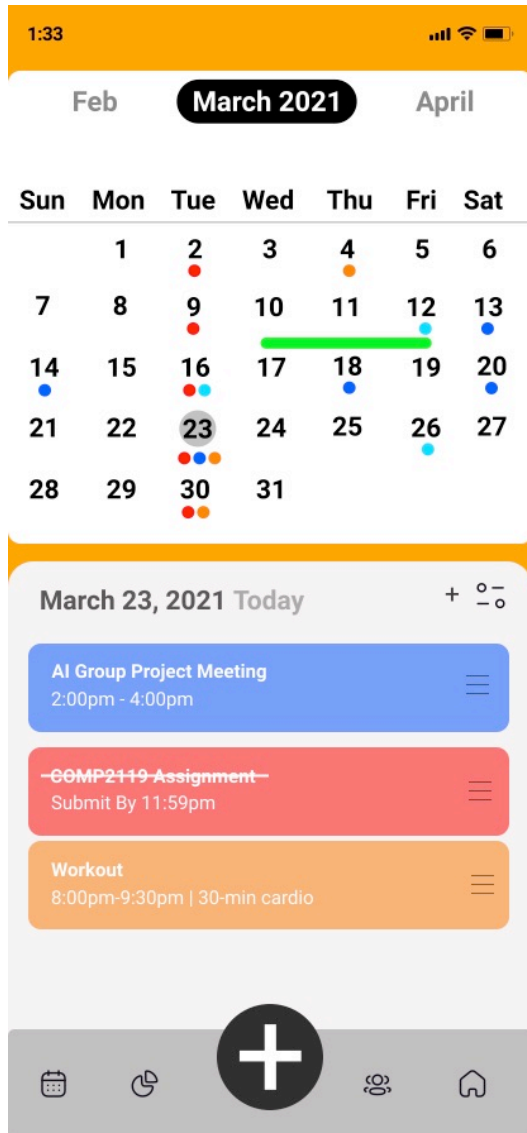 1:33
Feb March 2021 April
Sun Mon Tue Wed Thu Fri Sat
1 2 3 4 5 6
7 8 9 10 11 12 13
14 15 16 17 18 19 20
21 22 23 24 25 26 27
28 29 30 31
March 23, 2021 Today +
AI Group Project Meeting
2:00pm - 4:00pm
COMP2119 Assignment
Submit By 11:59pm
Workout
8:00pm-9:30pm | 30-min cardio